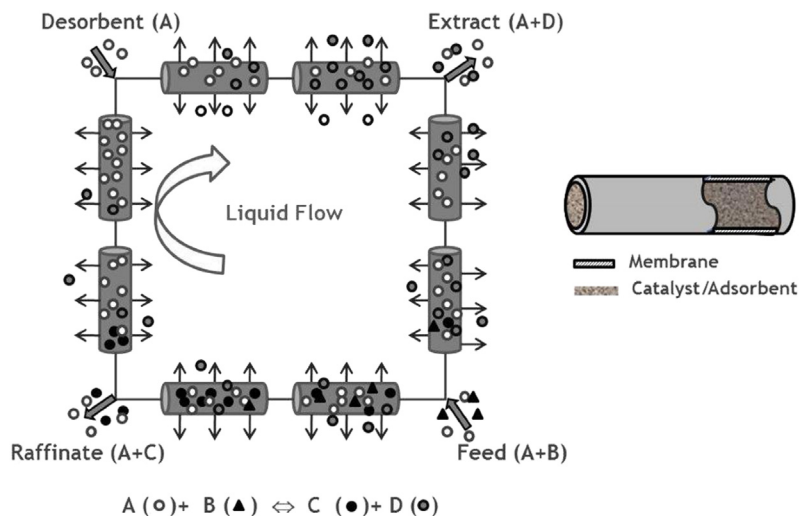 Desorbent (A)
Extract (A+D)
Liquid Flow
Membrane
Catalyst/Adsorbent
Raffinate (A+C)
Feed (A+B)
A (○)+ B (▲) ⇔ C (●)+ D (●)